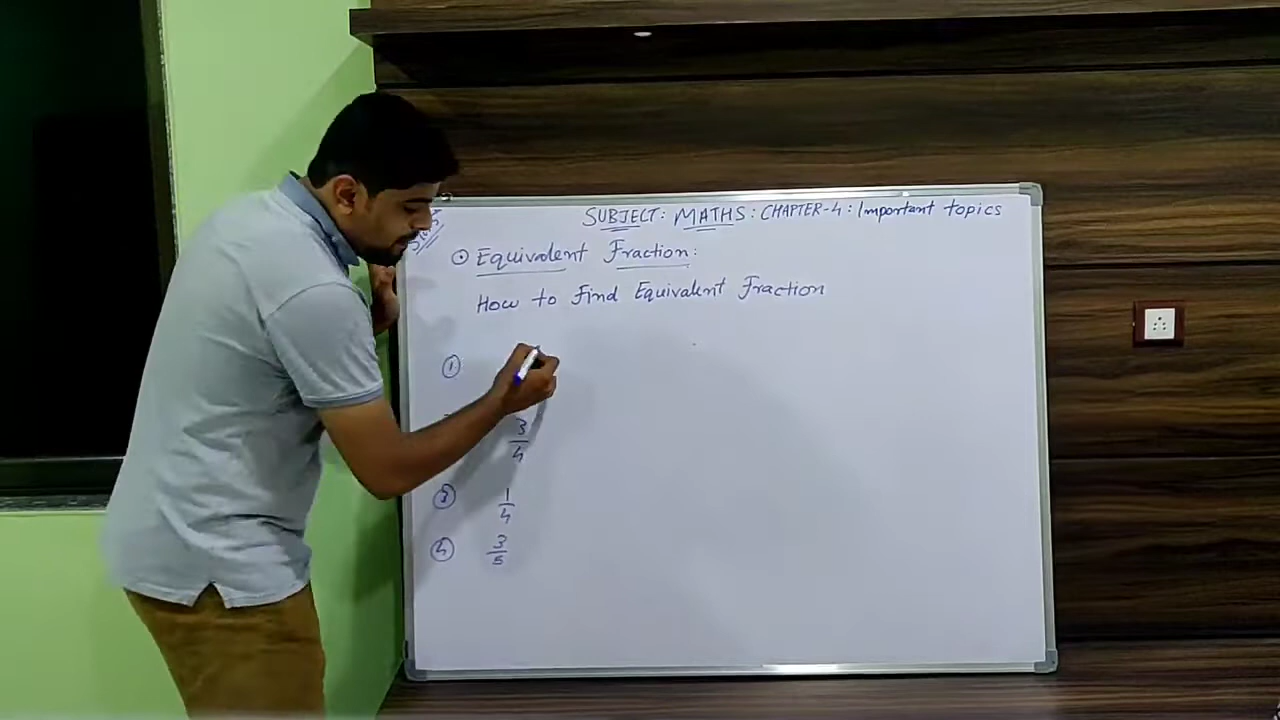 SUBJECT: MATHS: CHAPTER-4: Important topics
Equivalent Fraction:
How to Find Equivalent Fraction
①
3/4
③ 1/4
④ 3/5